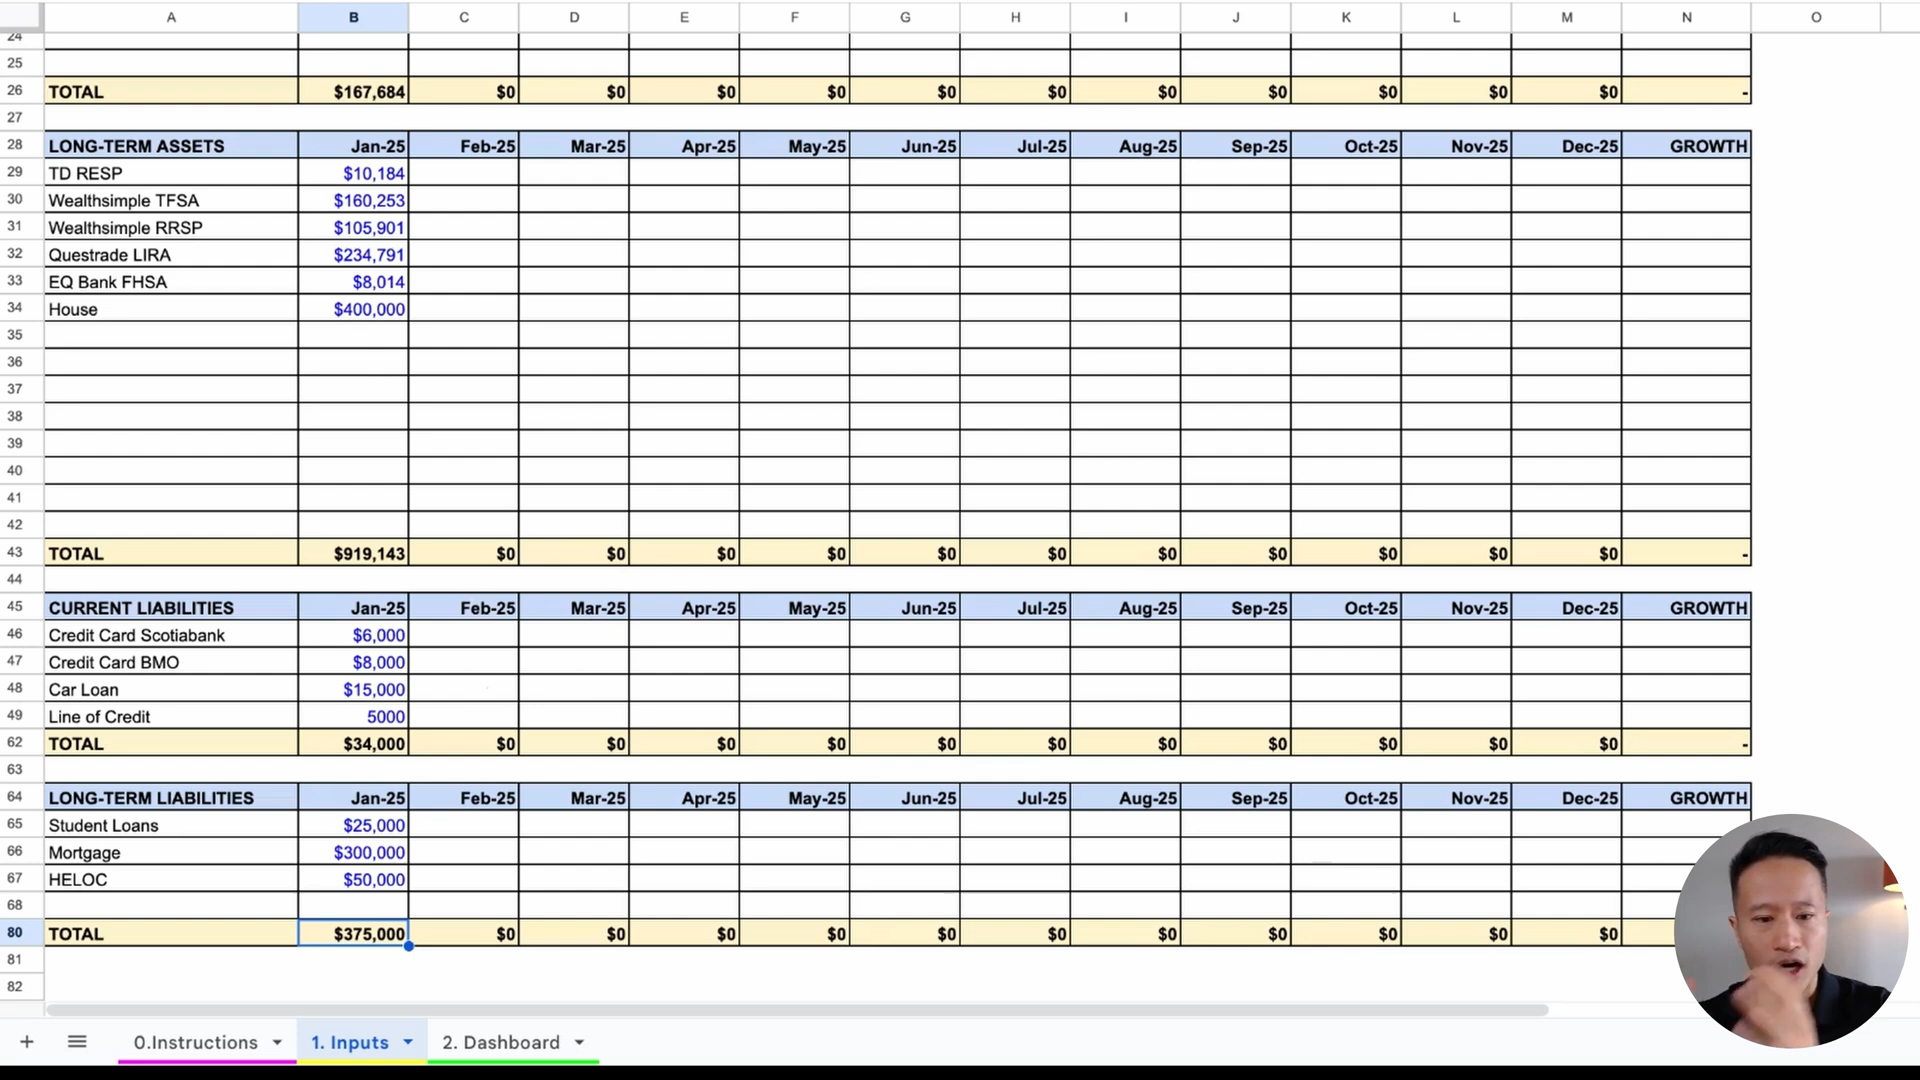 A B C D E F G H I J K L M N O
24
25
26 TOTAL $167,684 $0 $0 $0 $0 $0 $0 $0 $0 $0 $0 $0 -
27
28 LONG-TERM ASSETS Jan-25 Feb-25 Mar-25 Apr-25 May-25 Jun-25 Jul-25 Aug-25 Sep-25 Oct-25 Nov-25 Dec-25 GROWTH
29 TD RESP $10,184
30 Wealthsimple TFSA $160,253
31 Wealthsimple RRSP $105,901
32 Questrade LIRA $234,791
33 EQ Bank FHSA $8,014
34 House $400,000
35
36
37
38
39
40
41
42
43 TOTAL $919,143 $0 $0 $0 $0 $0 $0 $0 $0 $0 $0 $0 -
44
45 CURRENT LIABILITIES Jan-25 Feb-25 Mar-25 Apr-25 May-25 Jun-25 Jul-25 Aug-25 Sep-25 Oct-25 Nov-25 Dec-25 GROWTH
46 Credit Card Scotiabank $6,000
47 Credit Card BMO $8,000
48 Car Loan $15,000
49 Line of Credit 5000
62 TOTAL $34,000 $0 $0 $0 $0 $0 $0 $0 $0 $0 $0 $0 -
63
64 LONG-TERM LIABILITIES Jan-25 Feb-25 Mar-25 Apr-25 May-25 Jun-25 Jul-25 Aug-25 Sep-25 Oct-25 Nov-25 Dec-25 GROWTH
65 Student Loans $25,000
66 Mortgage $300,000
67 HELOC $50,000
68
80 TOTAL $375,000 $0 $0 $0 $0 $0 $0 $0 $0 $0 $0 $0
81
82
0.Instructions 1. Inputs 2. Dashboard